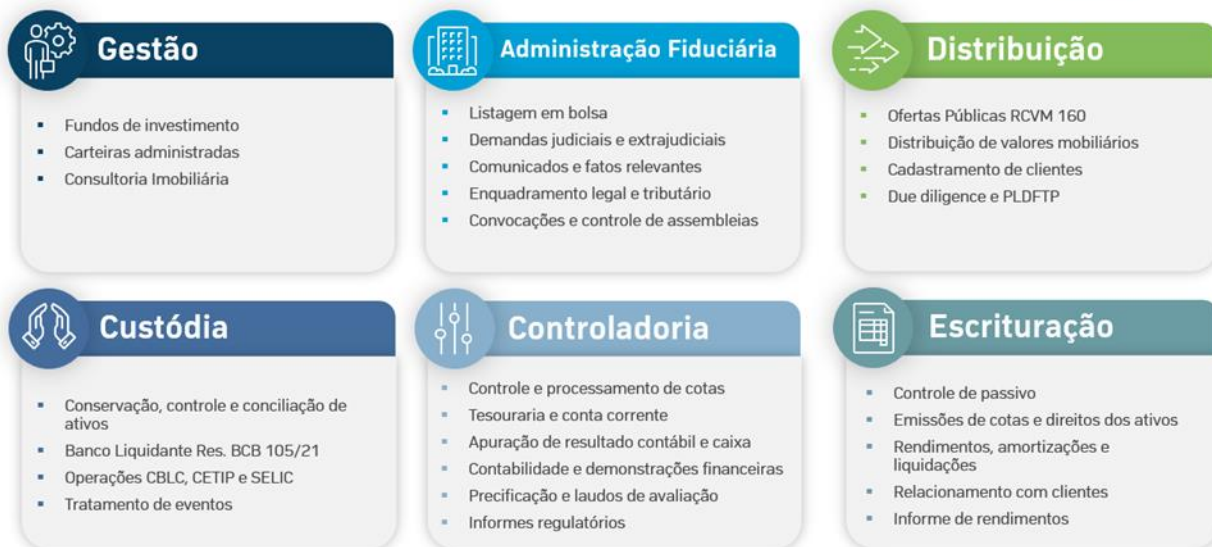 Gestão
Fundos de investimento
Carteiras administradas
Consultoria Imobiliária
Administração Fiduciária
Listagem em bolsa
Demandas judiciais e extrajudiciais
Comunicados e fatos relevantes
Enquadramento legal e tributário
Convocações e controle de assembleias
Distribuição
Ofertas Públicas RCVM 160
Distribuição de valores mobiliários
Cadastramento de clientes
Due diligence e PLDFTP
Custódia
Conservação, controle e conciliação de
ativos
Banco Liquidante Res. BCB 105/21
Operações CBLC, CETIP e SELIC
Tratamento de eventos
Controladoria
Controle e processamento de cotas
Tesouraria e conta corrente
Apuração de resultado contábil e caixa
Contabilidade e demonstrações financeiras
Precificação e laudos de avaliação
Informes regulatórios
Escrituração
Controle de passivo
Emissões de cotas e direitos dos ativos
Rendimentos, amortizações e
liquidações
Relacionamento com clientes
Informe de rendimentos